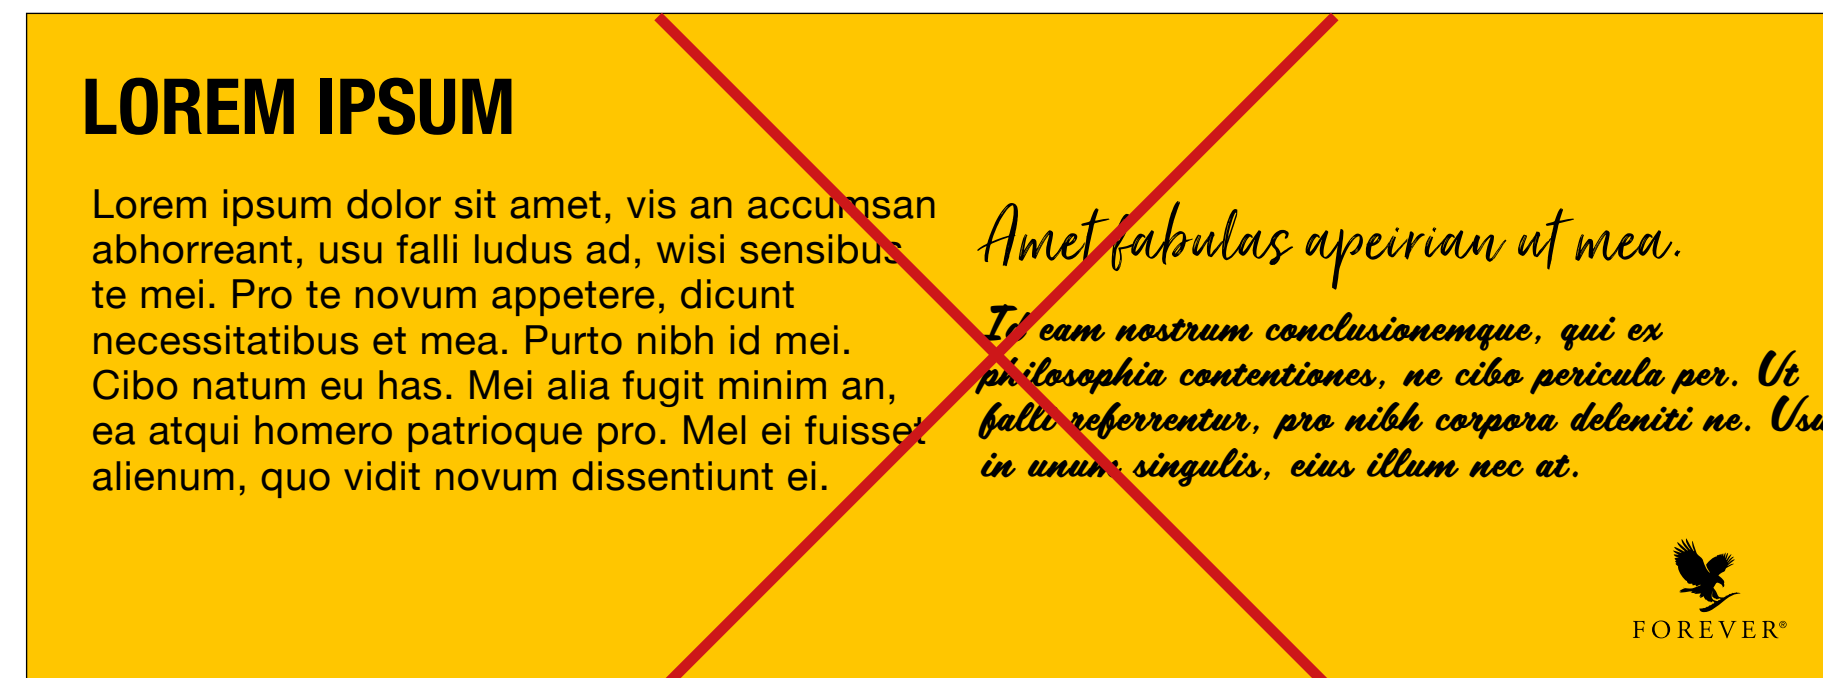 LOREM IPSUM
Lorem ipsum dolor sit amet, vis an accumsan
abhorreant, usu falli ludus ad, wisi sensibus
te mei. Pro te novum appetere, dicunt
necessitatibus et mea. Purto nibh id mei.
Cibo natum eu has. Mei alia fugit minim an,
ea atqui homero patrioque pro. Mel ei fuisset
alienum, quo vidit novum dissentiunt ei.
Amet fabulas apeirian ut mea.
Id eam nostrum conclusionemque, qui ex
philosophia contentiones, ne cibo pericula per. Ut
falli referrentur, pro nibh corpora deleniti ne. Usu
in unum singulis, eius illum nec at.
FOREVER®